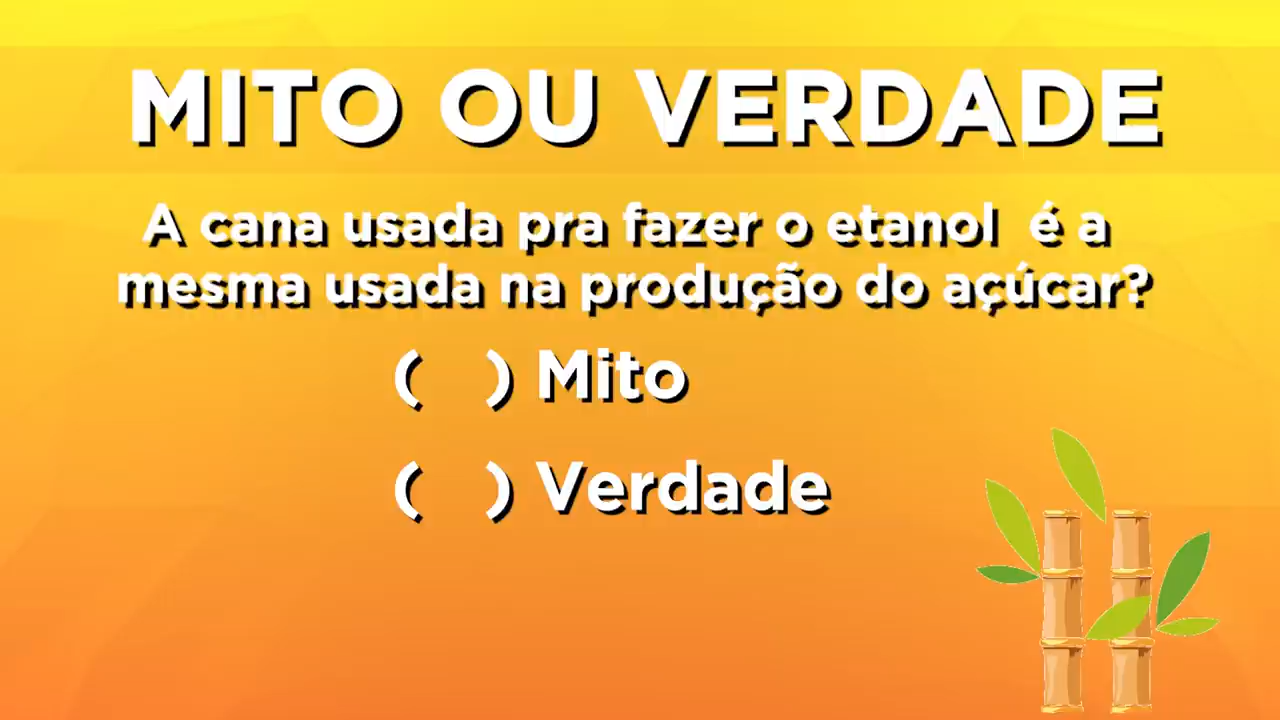 MITO OU VERDADE
A cana usada pra fazer o etanol é a
mesma usada na produção do açúcar?
( ) Mito
( ) Verdade